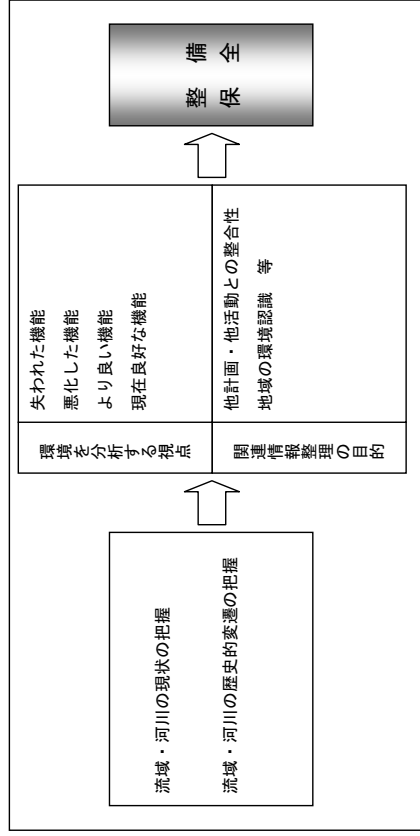 流域・河川の現状の把握
流域・河川の歴史的変遷の把握
環境を分析する視点
失われた機能
悪化した機能
より良い機能
現在良好な機能
関連情報整理の目的
他計画・他活動との整合性
地域の環境認識　等
整備
保全